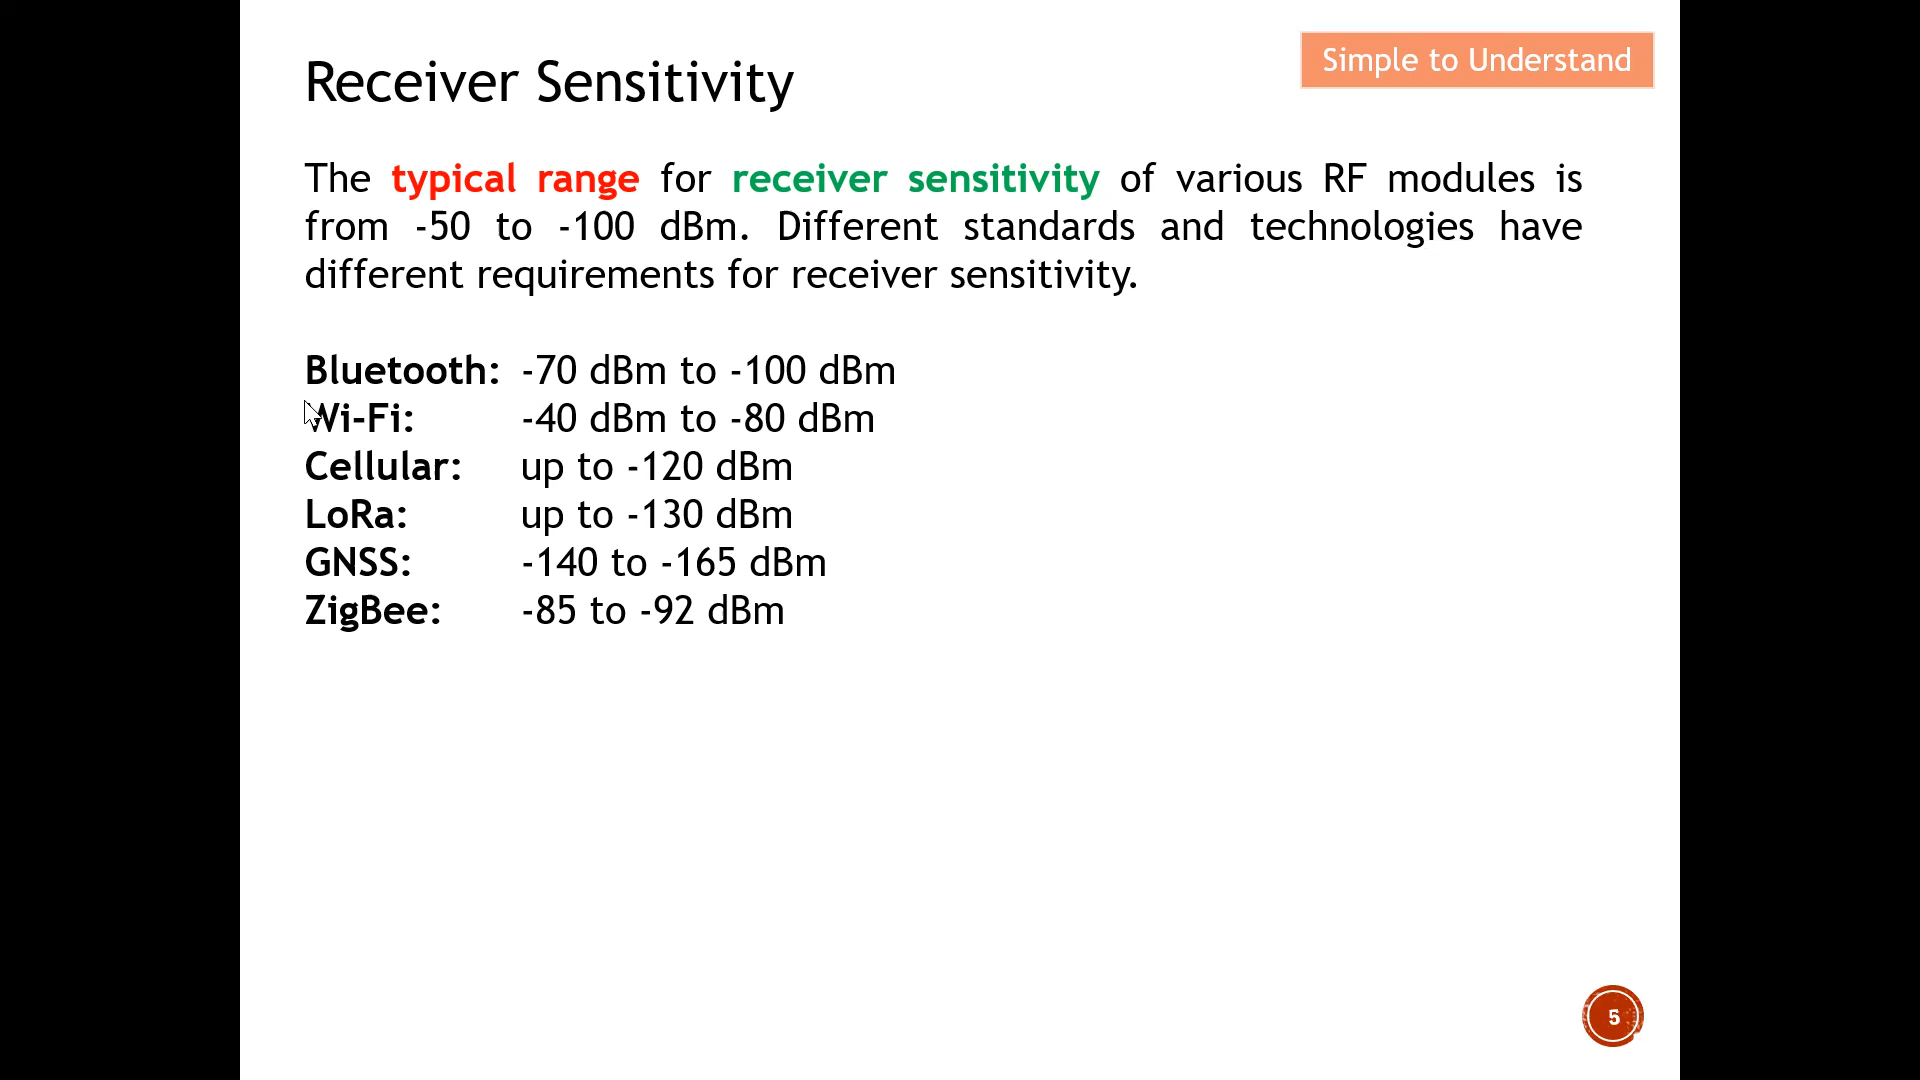 Receiver Sensitivity
Simple to Understand
The typical range for receiver sensitivity of various RF modules is
from -50 to -100 dBm. Different standards and technologies have
different requirements for receiver sensitivity.
Bluetooth: -70 dBm to -100 dBm
Wi-Fi: -40 dBm to -80 dBm
Cellular: up to -120 dBm
LoRa: up to -130 dBm
GNSS: -140 to -165 dBm
ZigBee: -85 to -92 dBm
5